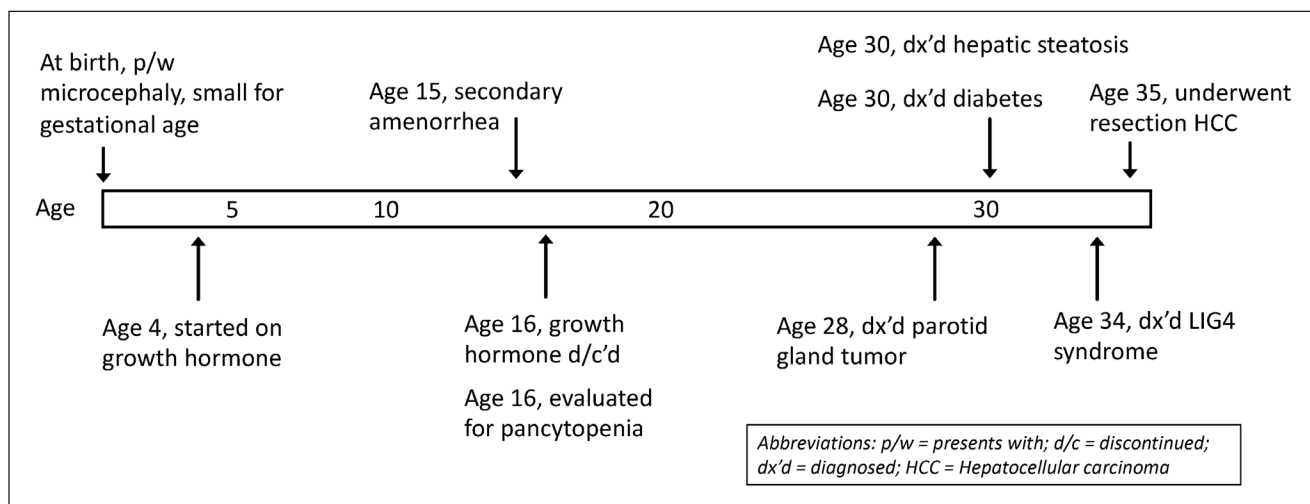 At birth, p/w
microcephaly, small for
gestational age
Age 15, secondary
amenorrhea
Age 30, dx’d hepatic steatosis
Age 30, dx’d diabetes
Age 35, underwent
resection HCC
Age
5
10
20
30
Age 4, started on
growth hormone
Age 16, growth
hormone d/c’d
Age 16, evaluated
for pancytopenia
Age 28, dx’d parotid
gland tumor
Age 34, dx’d LIG4
syndrome
Abbreviations: p/w = presents with; d/c = discontinued;
dx’d = diagnosed; HCC = Hepatocellular carcinoma